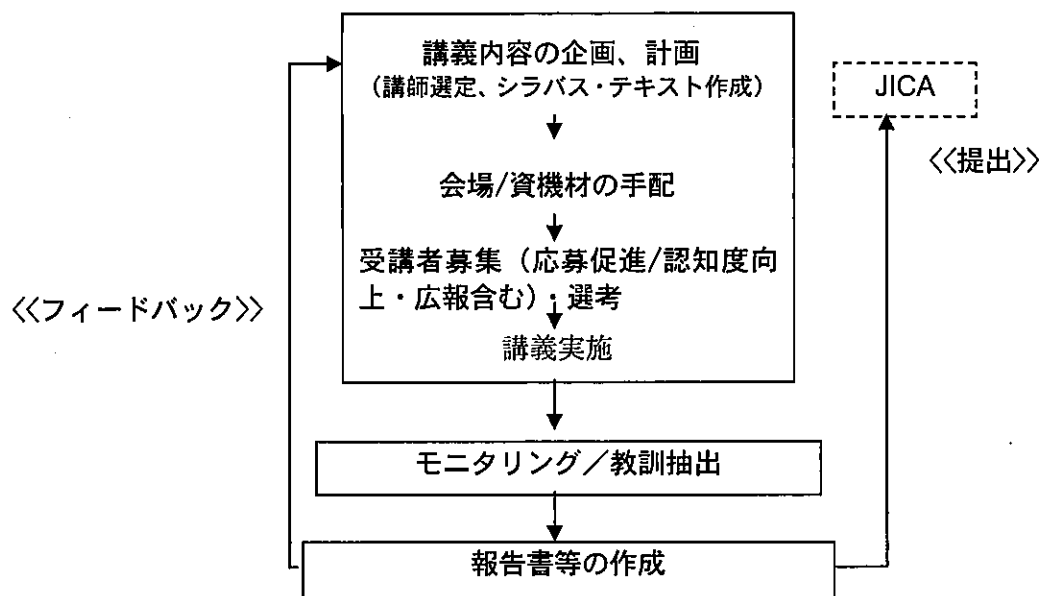 講義内容の企画、計画
（講師選定、シラバス・テキスト作成）
JICA
<<提出>>
会場/資機材の手配
受講者募集（応募促進/認知度向
上・広報含む）・選考
<<フィードバック>>
講義実施
モニタリング／教訓抽出
報告書等の作成